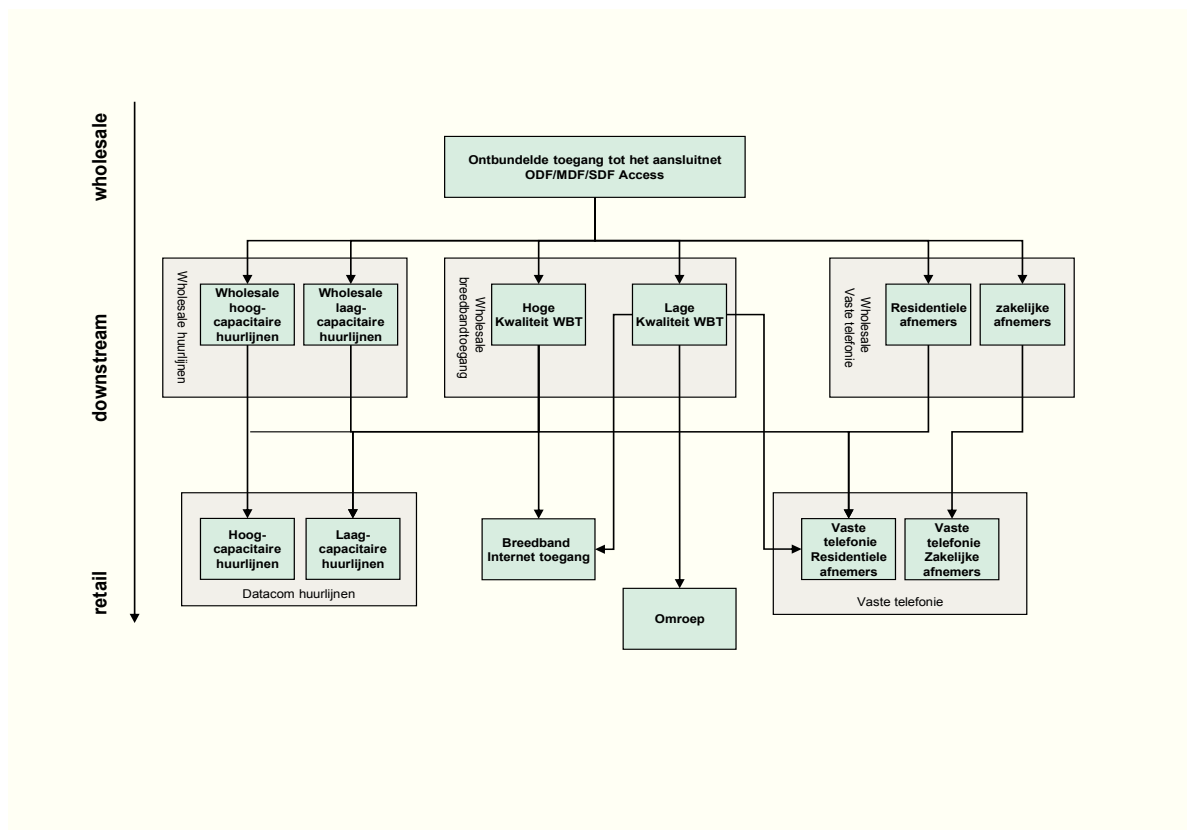 wholesale
Ontbundelde toegang tot het aansluitnet
ODF/MDF/SDF Access
downstream
Wholesale huurlijnen
Wholesale
hoog-
capacitaire
huurlijnen
Wholesale
laag-
capacitaire
huurlijnen
Wholesale
breedbandtoegang
Hoge
Kwaliteit WBT
Lage
Kwaliteit WBT
Wholesale
Vaste telefonie
Residentiele
afnemers
zakelijke
afnemers
retail
Hoog-
capacitaire
huurlijnen
Laag-
capacitaire
huurlijnen
Datacom huurlijnen
Breedband
Internet toegang
Omroep
Vaste
telefonie
Residentiele
afnemers
Vaste
telefonie
Zakelijke
afnemers
Vaste telefonie